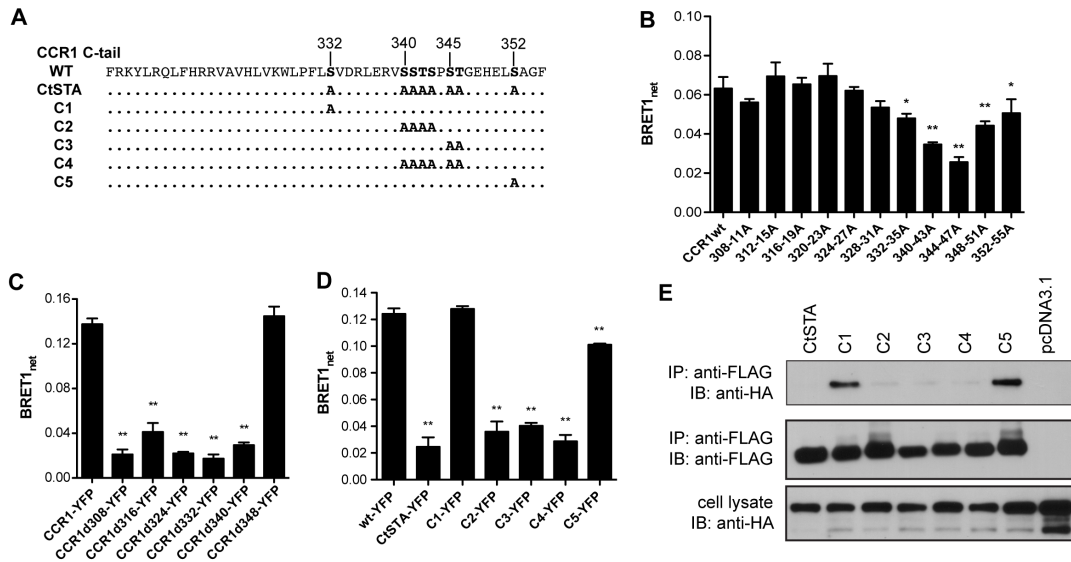 A
CCR1 C-tail
332 340 345 352
WT FRKYLRQLFHRRVAVHLVKWLPFLSVDRLERVSSTSPSTGEHELSAGF
CtSTA ........................A.......AAAA.AA.....A...
C1 ........................A.......................
C2 ................................AAAA............
C3 .....................................AA.........
C4 ................................AAAA.AA.........
C5 ............................................A...
B
BRET1net
0.10
0.08
0.06
0.04
0.02
0.00
* ** ** ** *
CCR1wt
308-11A
312-15A
316-19A
320-23A
324-27A
328-31A
332-35A
340-43A
344-47A
348-51A
352-55A
C
BRET1net
0.16
0.12
0.08
0.04
0.00
** ** ** ** **
CCR1-YFP
CCR1d308-YFP
CCR1d316-YFP
CCR1d324-YFP
CCR1d332-YFP
CCR1d340-YFP
CCR1d348-YFP
D
BRET1net
0.14
0.12
0.10
0.08
0.06
0.04
0.02
0.00
** ** ** ** **
wt-YFP
CtSTA-YFP
C1-YFP
C2-YFP
C3-YFP
C4-YFP
C5-YFP
E
CtSTA
C1
C2
C3
C4
C5
pcDNA3.1
IP: anti-FLAG
IB: anti-HA
IP: anti-FLAG
IB: anti-FLAG
cell lysate
IB: anti-HA